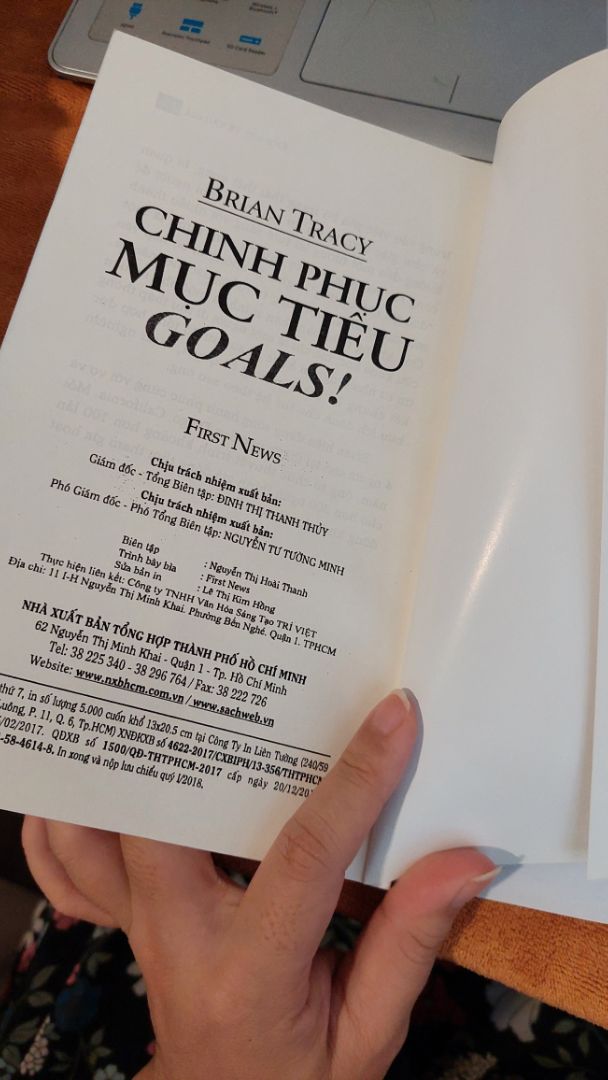 SD Card Reader
BRIAN TRACY
CHINH PHỤC
MỤC TIÊU
GOALS!
FIRST NEWS
Chịu trách nhiệm xuất bản:
Giám đốc - Tổng Biên tập: ĐINH THỊ THANH THỦY
Chịu trách nhiệm xuất bản:
Phó Giám đốc - Phó Tổng Biên tập: NGUYỄN TƯ TƯỜNG MINH
Biên tập : Nguyễn Thị Hoài Thanh
Trình bày bìa : First News
Sửa bản in : Lê Thị Kim Hồng
Thực hiện liên kết: Công ty TNHH Văn Hóa Sáng Tạo TRÍ VIỆT
Địa chỉ: 11 I-H Nguyễn Thị Minh Khai. Phường Bến Nghé. Quận 1. TPHCM
NHÀ XUẤT BẢN TỔNG HỢP THÀNH PHỐ HỒ CHÍ MINH
62 Nguyễn Thị Minh Khai - Quận 1 - Tp. Hồ Chí Minh
Tel: 38 225 340 - 38 296 764 / Fax: 38 222 726
Website: www.nxbhcm.com.vn / www.sachweb.vn
thứ 7, in số lượng 5.000 cuốn khổ 13x20.5 cm tại Công Ty In Liên Tường (240/59
P. 11, Q. 6, Tp.HCM) XNĐKXB số 4622-2017/CXBIPH/13-356/THTPHCM
/02/2017. QĐXB số 1500/QĐ-THTPHCM-2017 cấp ngày 20/12/
-58-4614-8. In xong và nộp lưu chiểu quý I/2018.